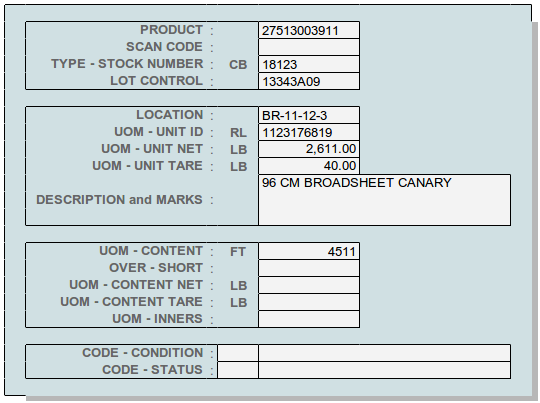 PRODUCT : 27513003911
SCAN CODE :
TYPE - STOCK NUMBER : CB 18123
LOT CONTROL : 13343A09
LOCATION : BR-11-12-3
UOM - UNIT ID : RL 1123176819
UOM - UNIT NET : LB 2,611.00
UOM - UNIT TARE : LB 40.00
DESCRIPTION and MARKS : 96 CM BROADSHEET CANARY
UOM - CONTENT : FT 4511
OVER - SHORT :
UOM - CONTENT NET : LB
UOM - CONTENT TARE : LB
UOM - INNERS :
CODE - CONDITION :
CODE - STATUS :